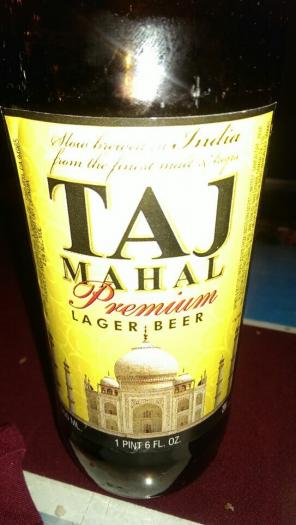 Slow brewed in India
from the finest malt & hops
TAJ
MAHAL
Premium
LAGER BEER
ML
1 PINT 6 FL. OZ.